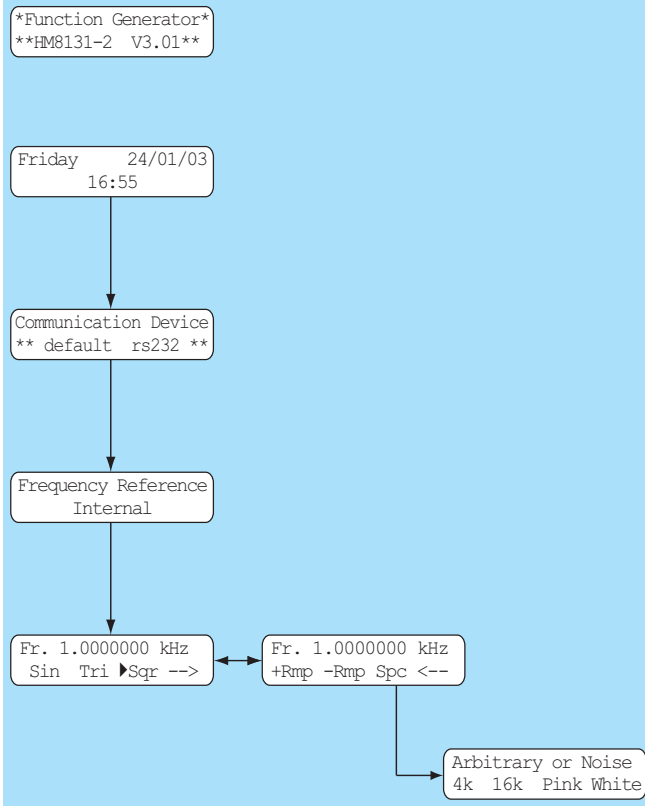 *Function Generator*
**HM8131-2 V3.01**
Friday 24/01/03
16:55
Communication Device
** default rs232 **
Frequency Reference
Internal
Fr. 1.0000000 kHz
Sin Tri ▶Sqr -->
Fr. 1.0000000 kHz
+Rmp -Rmp Spc <--
Arbitrary or Noise
4k 16k Pink White